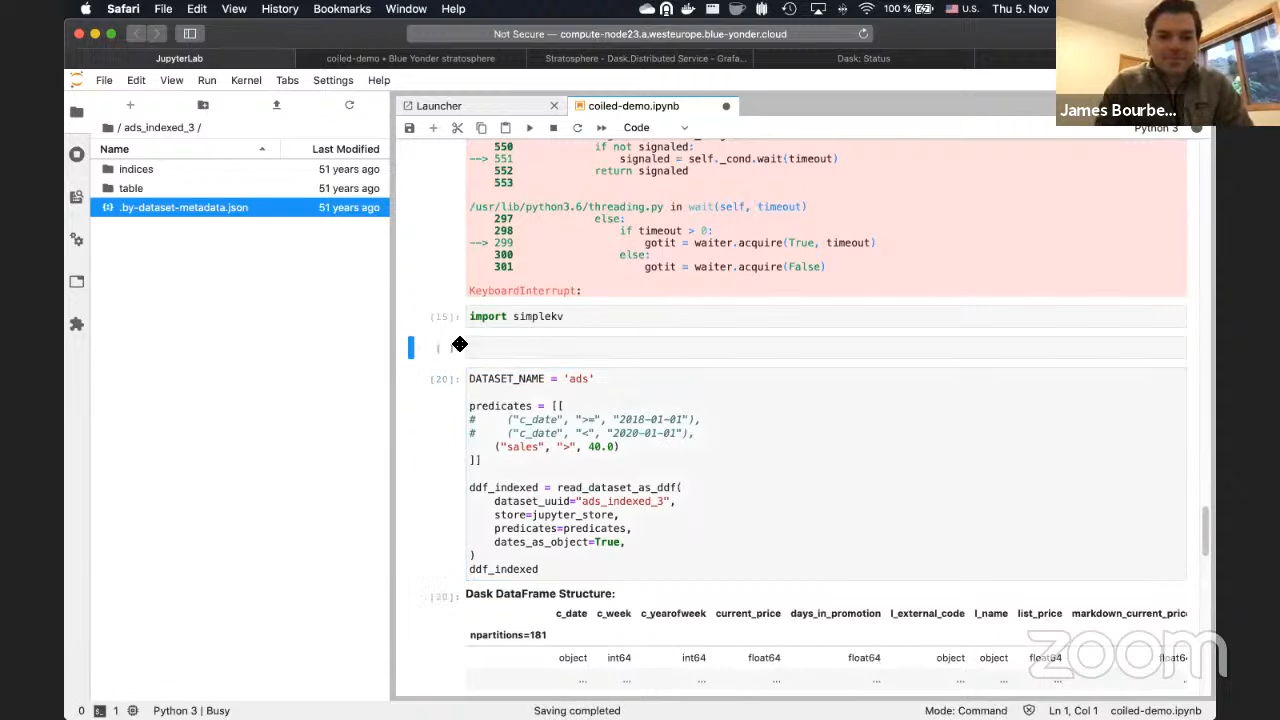 Safari File Edit View History Bookmarks Window Help 100 % U.S. Thu 5. Nov
Not Secure — compute-node23.a.westeurope.blue-yonder.cloud
JupyterLab coiled-demo • Blue Yonder stratosphere Stratosphere - Dask.Distributed Service - Grafa... Dask: Status
James Bourbe...
File Edit View Run Kernel Tabs Settings Help
Launcher coiled-demo.ipynb
/ ads_indexed_3 /
Code Python 3
Name Last Modified
indices 51 years ago
table 51 years ago
.by-dataset-metadata.json 51 years ago
550 if not signaled:
--> 551 signaled = self._cond.wait(timeout)
552 return signaled
553
/usr/lib/python3.6/threading.py in wait(self, timeout)
297 else:
298 if timeout > 0:
--> 299 gotit = waiter.acquire(True, timeout)
300 else:
301 gotit = waiter.acquire(False)
KeyboardInterrupt:
[15]: import simplekv
[ ]
[20]: DATASET_NAME = 'ads'
predicates = [[
# ("c_date", ">=", "2018-01-01"),
# ("c_date", "<", "2020-01-01"),
("sales", ">", 40.0)
]]
ddf_indexed = read_dataset_as_ddf(
dataset_uuid="ads_indexed_3",
store=jupyter_store,
predicates=predicates,
dates_as_object=True,
)
ddf_indexed
[20]: Dask DataFrame Structure:
c_date c_week c_yearofweek current_price days_in_promotion l_external_code l_name list_price markdown_current_pric
npartitions=181
object int64 int64 float64 float64 object object float64 float64
... ... ... ... ... ... ... ... ...
zoom
0 1 Python 3 | Busy Saving completed Mode: Command Ln 1, Col 1 coiled-demo.ipynb